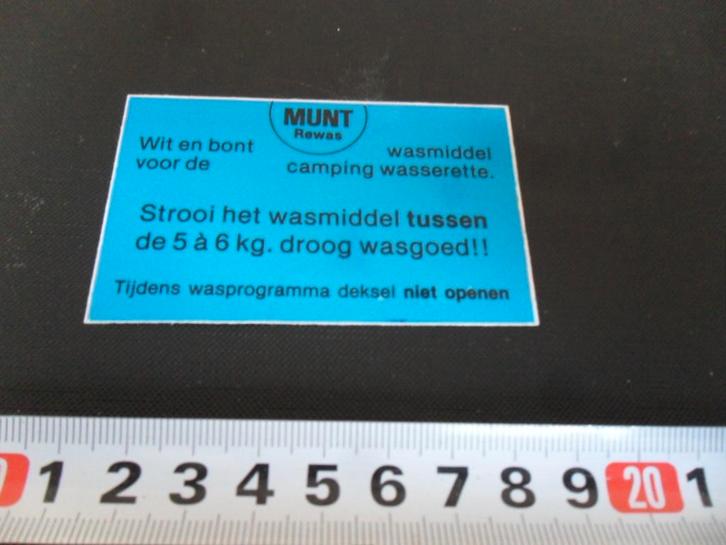 MUNT
Rewas
Wit en bont wasmiddel
voor de camping wasserette.
Strooi het wasmiddel tussen
de 5 à 6 kg. droog wasgoed!!
Tijdens wasprogramma deksel niet openen
1 2 3 4 5 6 7 8 9 20 1